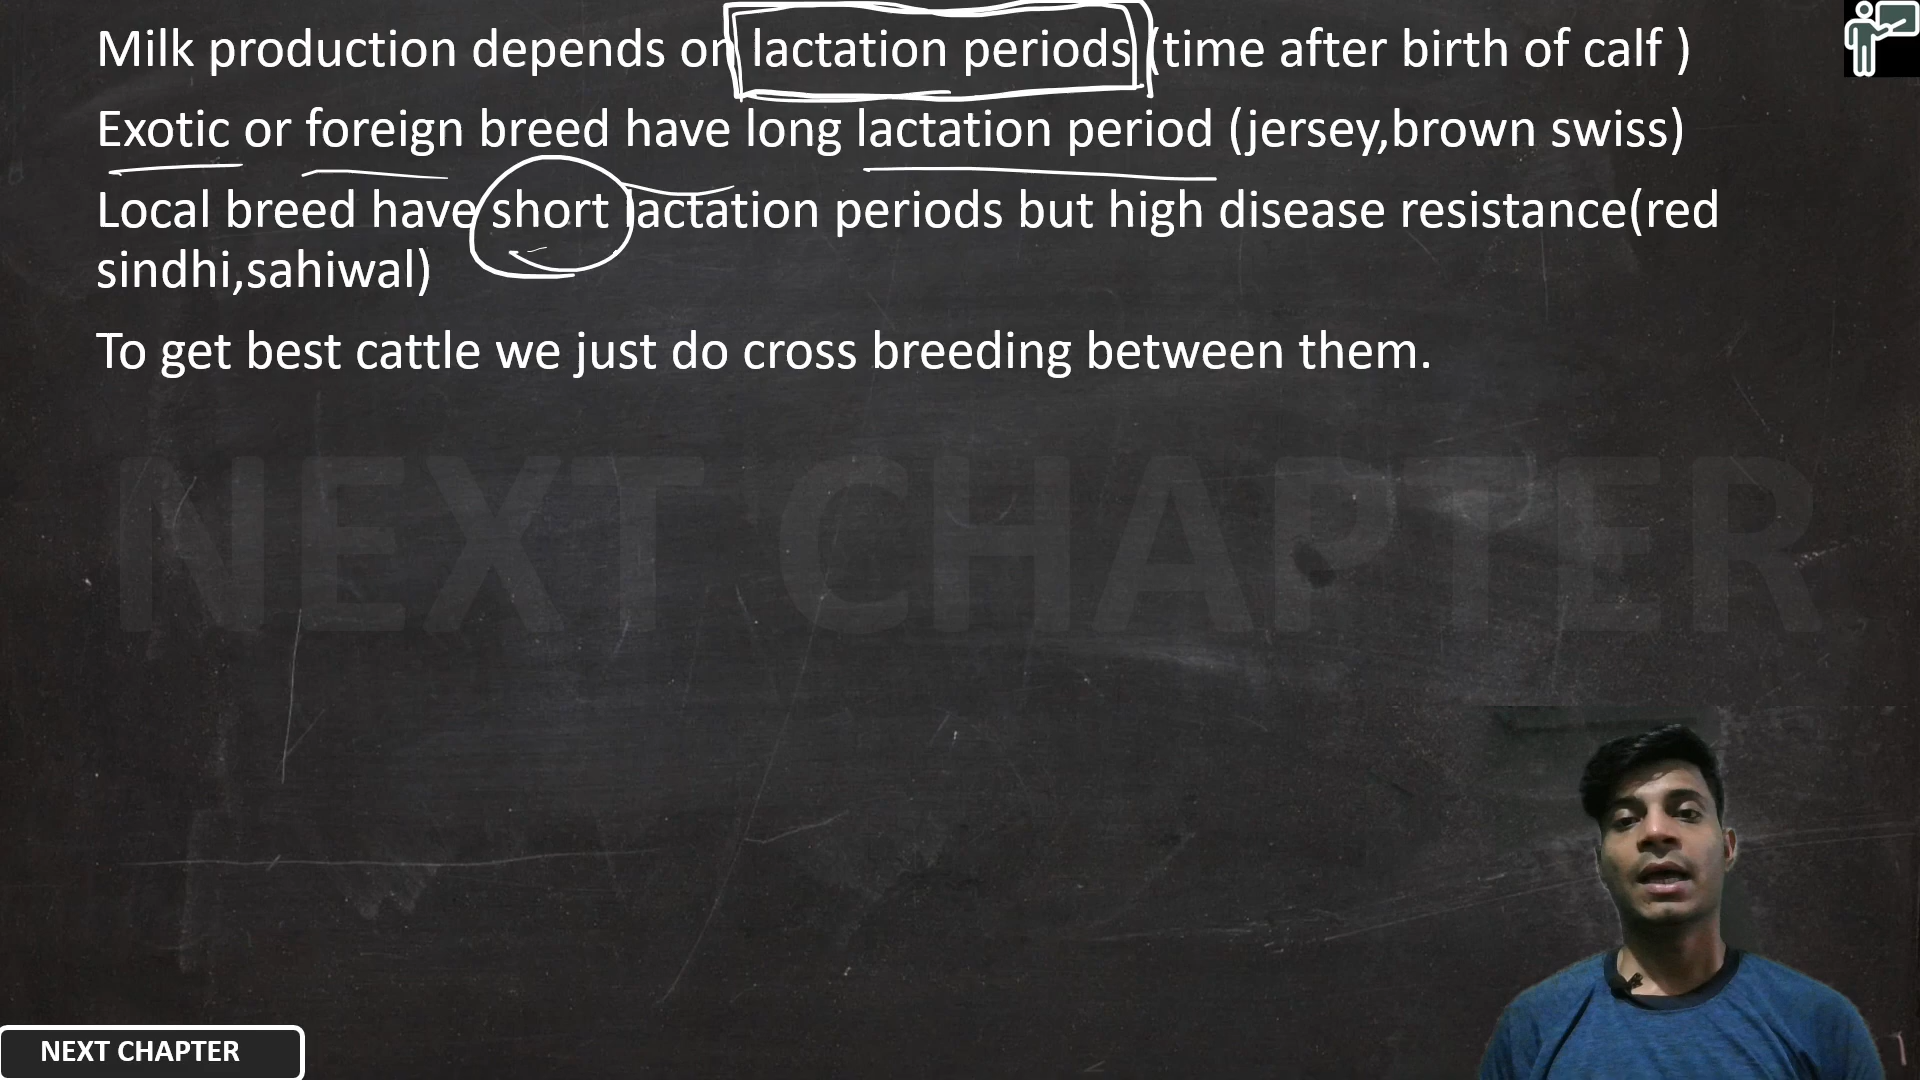 Milk production depends on lactation periods (time after birth of calf )
Exotic or foreign breed have long lactation period (jersey,brown swiss)
Local breed have short lactation periods but high disease resistance(red
sindhi,sahiwal)
To get best cattle we just do cross breeding between them.
NEXT CHAPTER
NEXT CHAPTER